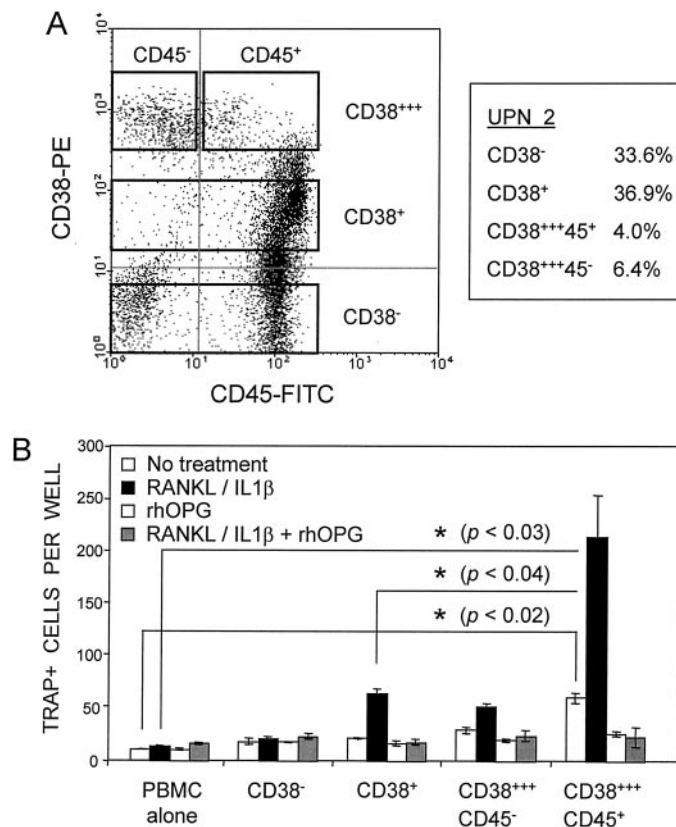 A
CD45⁻ CD45⁺
CD38⁺⁺⁺
CD38⁺
CD38⁻
CD38-PE
10³
10²
10¹
10⁰
10⁰ 10¹ 10² 10³ 10⁴
CD45-FITC
UPN 2
CD38⁻ 33.6%
CD38⁺ 36.9%
CD38⁺⁺⁺45⁺ 4.0%
CD38⁺⁺⁺45⁻ 6.4%
B
TRAP+ CELLS PER WELL
300
250
200
150
100
50
0
No treatment
RANKL / IL1β
rhOPG
RANKL / IL1β + rhOPG
* (p < 0.03)
* (p < 0.04)
* (p < 0.02)
PBMC CD38⁻ CD38⁺ CD38⁺⁺⁺ CD38⁺⁺⁺
alone CD45⁻ CD45⁺